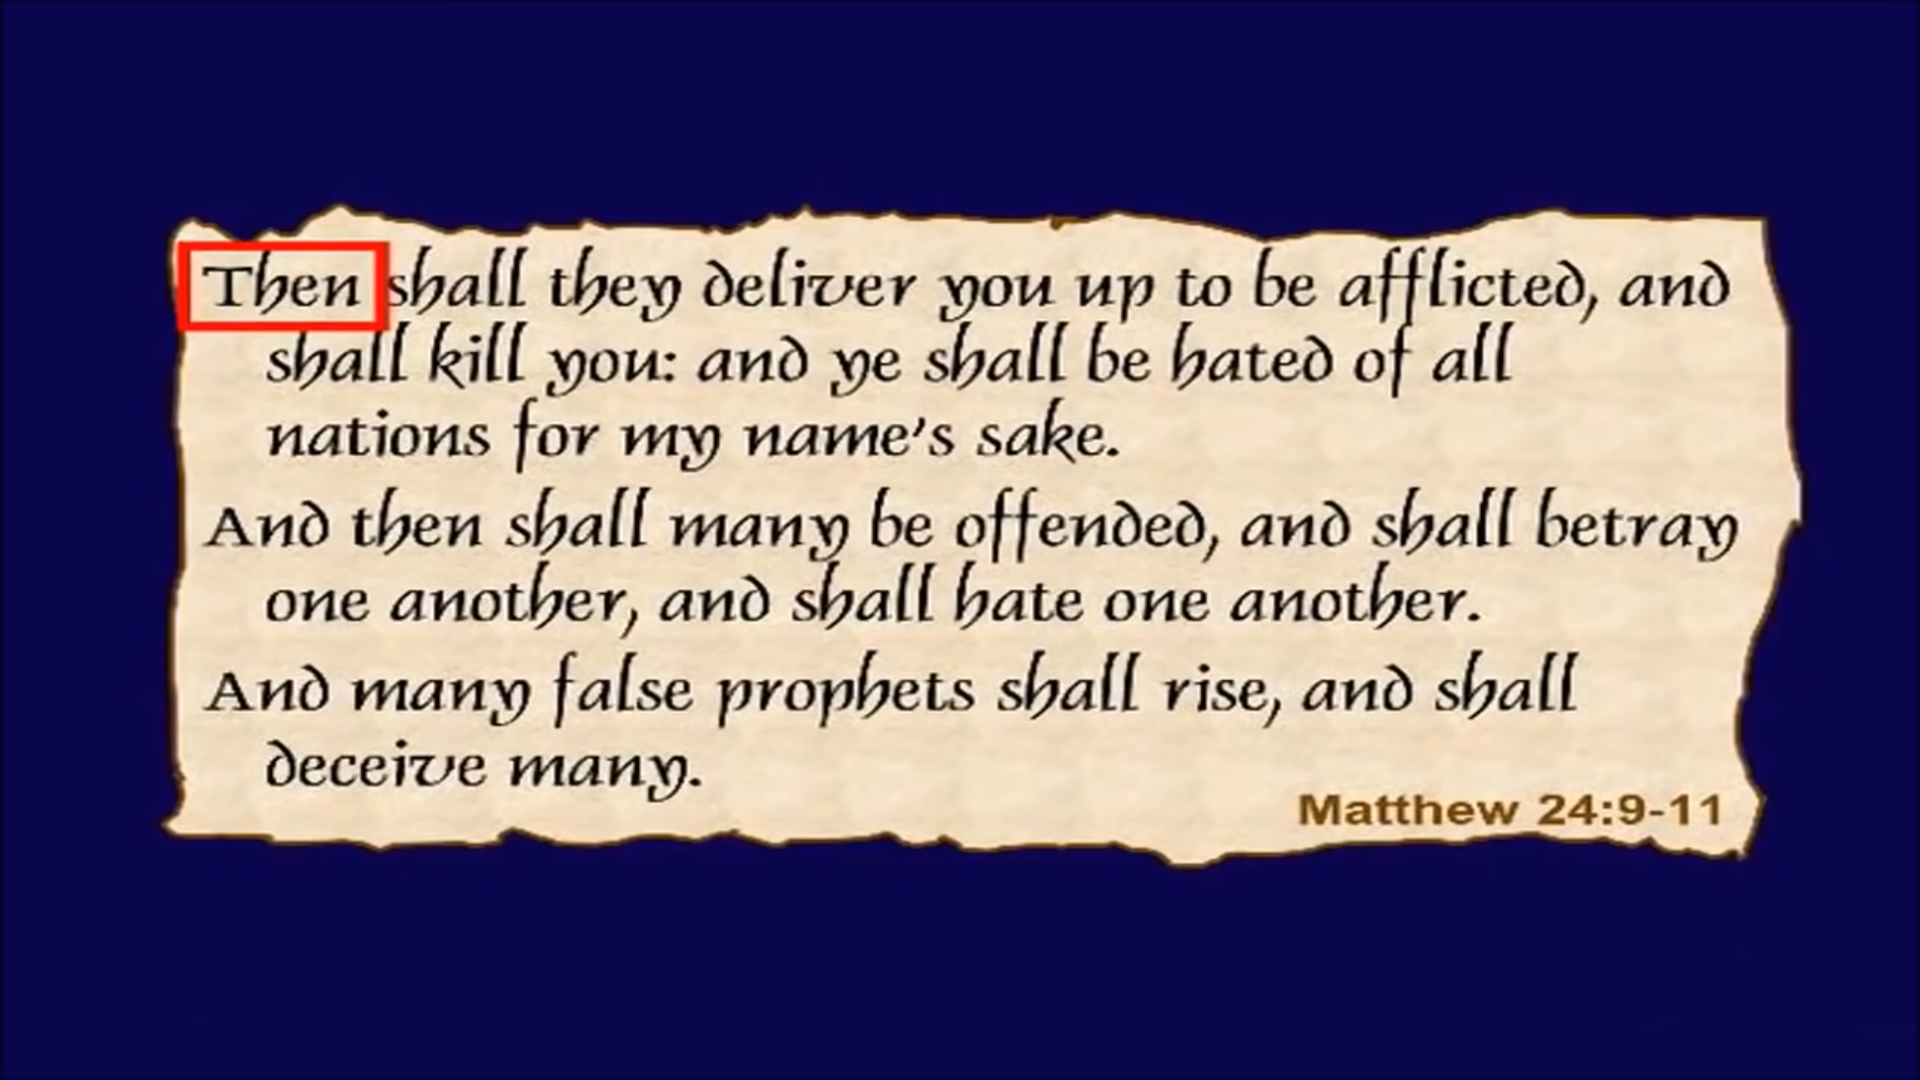 Then shall they deliver you up to be afflicted, and
shall kill you: and ye shall be hated of all
nations for my name's sake.
And then shall many be offended, and shall betray
one another, and shall hate one another.
And many false prophets shall rise, and shall
deceive many.
Matthew 24:9-11